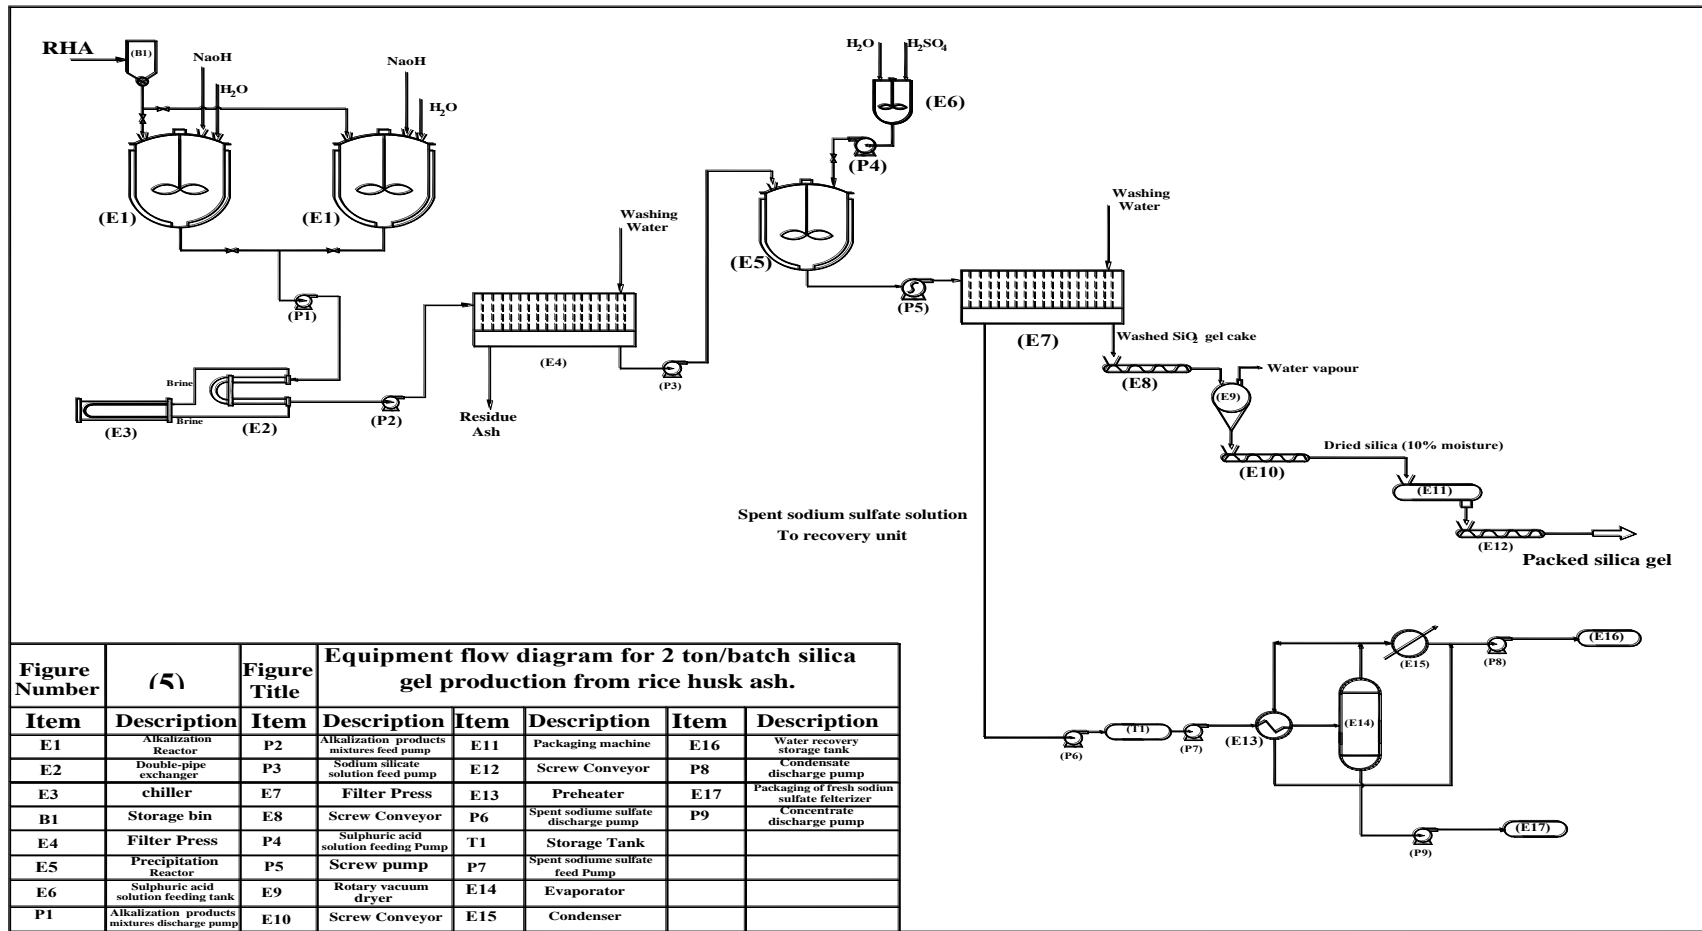 RHA
(B1)
NaoH
H₂O
NaoH
H₂O
H₂O
H₂SO₄
(E6)
(P4)
(E1)
(E1)
Washing
Water
(E5)
Washing
Water
(P1)
(P5)
(E4)
(P3)
(E7)
Washed SiO₂ gel cake
(E8)
Water vapour
(E9)
Brine
Brine
(E3)
(E2)
(P2)
Residue
Ash
Dried silica (10% moisture)
(E10)
(E11)
(E12)
Packed silica gel
Spent sodium sulfate solution
To recovery unit
(E16)
(E15)
(P8)
(E14)
(T1)
(P6)
(P7)
(E13)
(P9)
(E17)
Figure Number
(5)
Figure Title
Equipment flow diagram for 2 ton/batch silica
gel production from rice husk ash.
Item Description Item Description Item Description Item Description
E1 Alkalization Reactor P2 Alkalization products mixtures feed pump E11 Packaging machine E16 Water recovery storage tank
E2 Double-pipe exchanger P3 Sodium silicate solution feed pump E12 Screw Conveyor P8 Condensate discharge pump
E3 chiller E7 Filter Press E13 Preheater E17 Packaging of fresh sodiun sulfate felterizer
B1 Storage bin E8 Screw Conveyor P6 Spent sodiume sulfate discharge pump P9 Concentrate discharge pump
E4 Filter Press P4 Sulphuric acid solution feeding Pump T1 Storage Tank
E5 Precipitation Reactor P5 Screw pump P7 Spent sodiume sulfate feed Pump
E6 Sulphuric acid solution feeding tank E9 Rotary vacuum dryer E14 Evaporator
P1 Alkalization products mixtures discharge pump E10 Screw Conveyor E15 Condenser